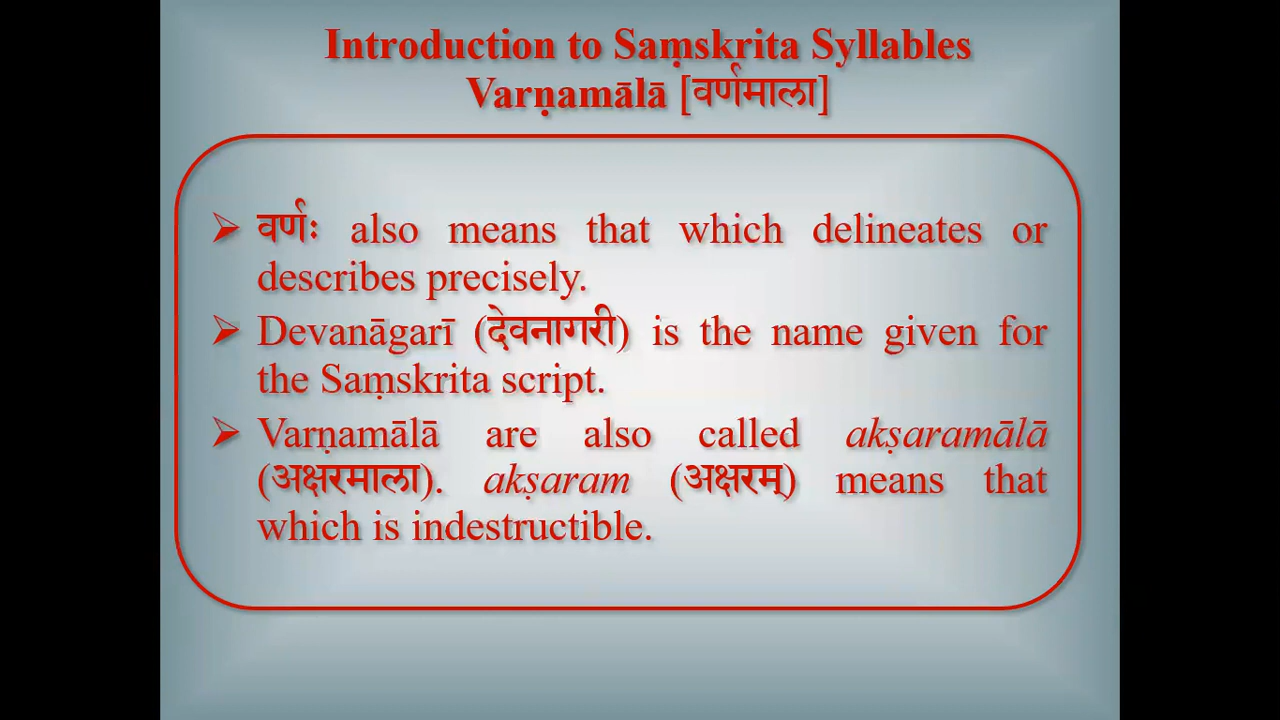 Introduction to Saṃskrita Syllables
Varṇamālā [वर्णमाला]
➢ वर्णः also means that which delineates or
describes precisely.
➢ Devanāgarī (देवनागरी) is the name given for
the Saṃskrita script.
➢ Varṇamālā are also called akṣaramālā
(अक्षरमाला). akṣaram (अक्षरम्) means that
which is indestructible.